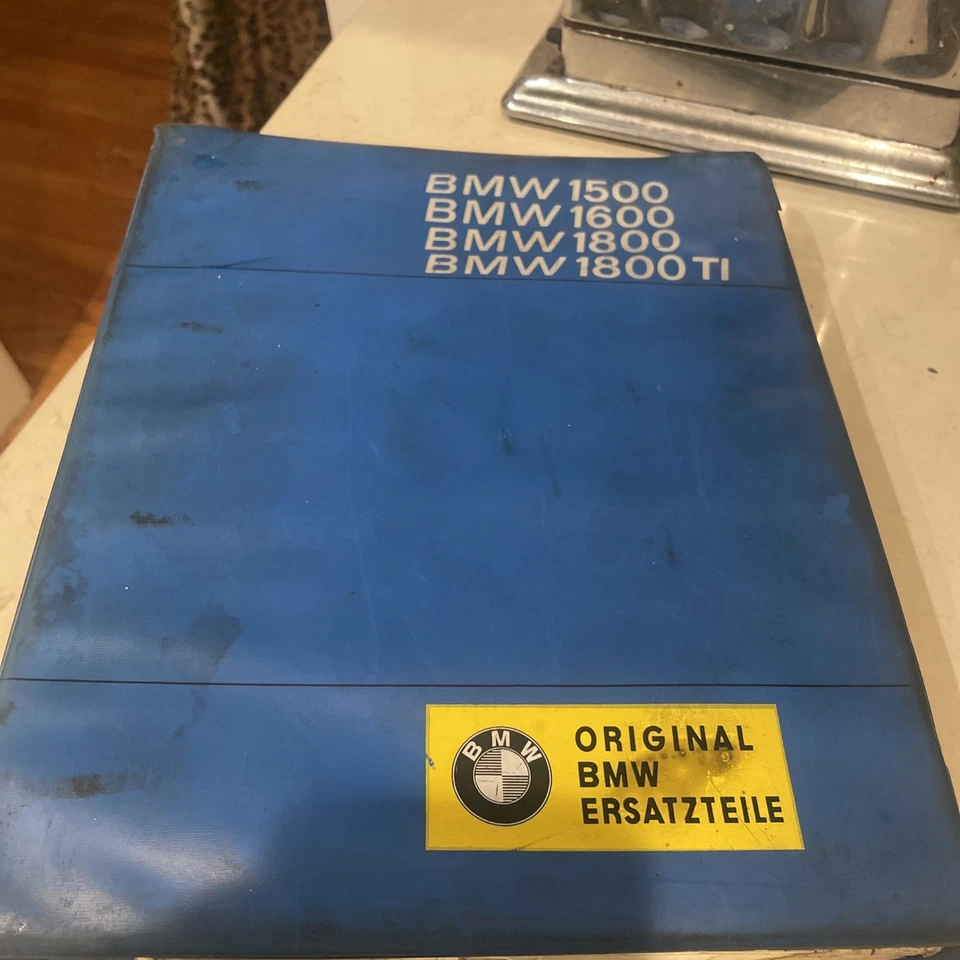 BMW 1500
BMW 1600
BMW 1800
BMW 1800 TI
BMW
ORIGINAL
BMW
ERSATZTEILE